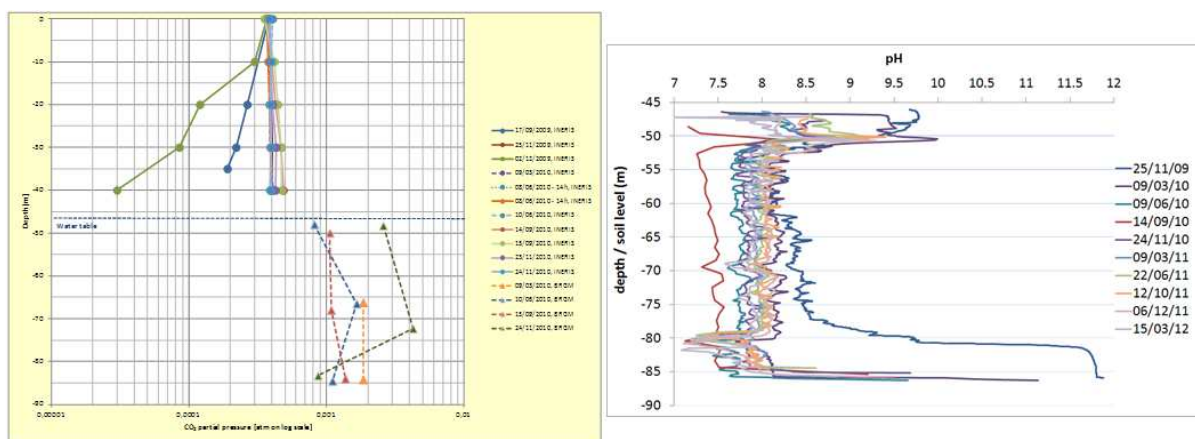 0
-10
-20
-30
-40
Water table
-50
-60
-70
-80
-90
Depth[m]
0,00001
0,0001
0,001
0,01
CO₂ partial pressure [atm on log scale]
17/09/2009, INERIS
25/11/2009, INERIS
02/12/2009, INERIS
09/03/2010, INERIS
08/06/2010 - 14h, INERIS
08/06/2010 - 14h, INERIS
10/06/2010, INERIS
14/09/2010, INERIS
15/09/2010, INERIS
23/11/2010, INERIS
24/11/2010, INERIS
09/03/2010, BRGM
10/06/2010, BRGM
15/09/2010, BRGM
24/11/2010, BRGM
pH
7
7.5
8
8.5
9
9.5
10
10.5
11
11.5
12
-45
-50
-55
-60
-65
-70
-75
-80
-85
-90
depth / soil level (m)
25/11/09
09/03/10
09/06/10
14/09/10
24/11/10
09/03/11
22/06/11
12/10/11
06/12/11
15/03/12